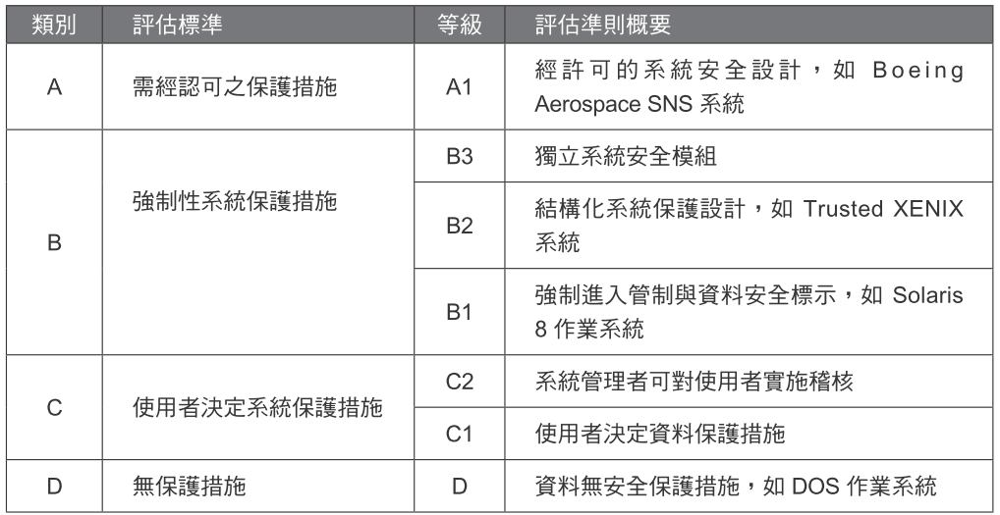 類別 評估標準 等級 評估準則概要
A 需經認可之保護措施 A1 經許可的系統安全設計，如 Boeing
Aerospace SNS 系統
B 強制性系統保護措施 B3 獨立系統安全模組
B2 結構化系統保護設計，如 Trusted XENIX
系統
B1 強制進入管制與資料安全標示，如 Solaris
8 作業系統
C 使用者決定系統保護措施 C2 系統管理者可對使用者實施稽核
C1 使用者決定資料保護措施
D 無保護措施 D 資料無安全保護措施，如 DOS 作業系統